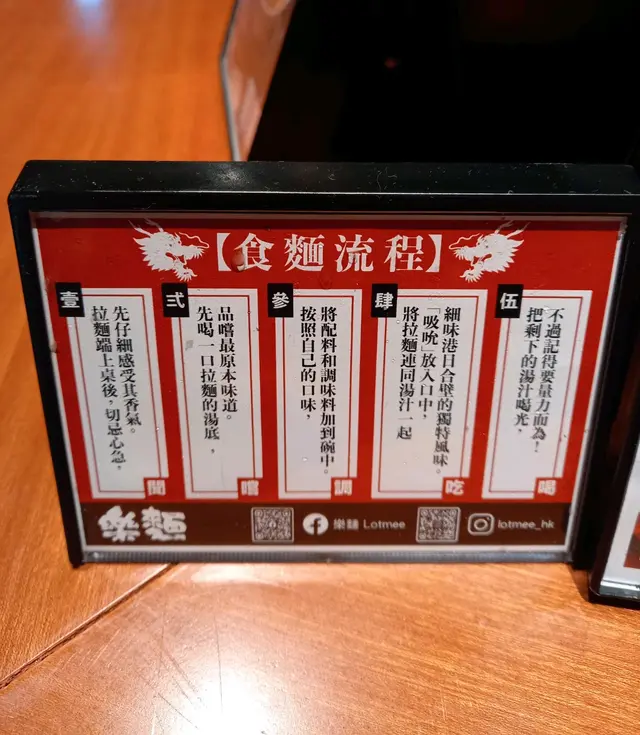 【食麵流程】
壹
拉麵端上桌後，切忌心急，
先仔細感受其香氣。
聞
弍
先喝一口拉麵的湯底，
品嚐最原本味道。
嚐
參
按照自己的口味，
將配料和調味料加到碗中。
調
肆
將拉麵連同湯汁一起
「吸吮」放入口中，
細味港日合壁的獨特風味。
吃
伍
把剩下的湯汁喝光，
不過記得要量力而為！
喝
樂麵
樂麵 Lotmee
lotmee_hk